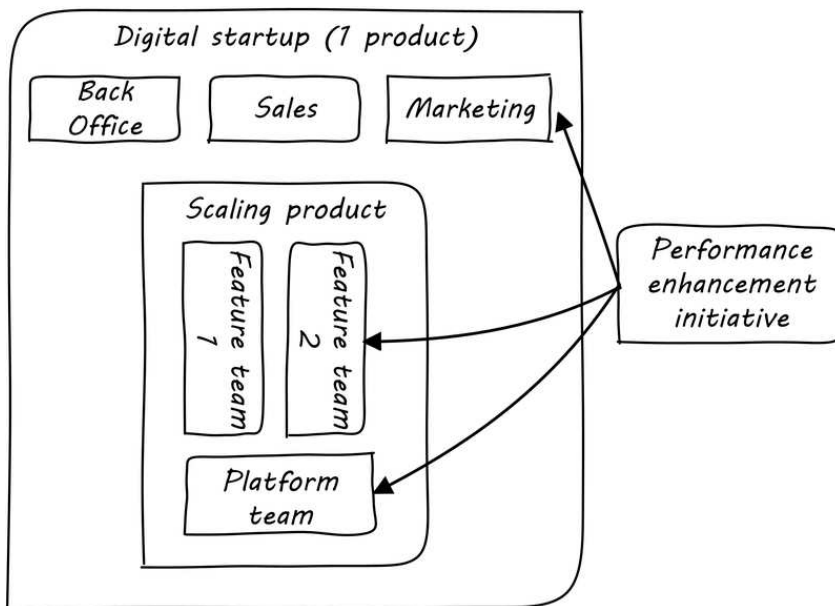 Digital startup (1 product)
Back
Office
Sales
Marketing
Scaling product
Feature team
1
Feature team
2
Platform
team
Performance
enhancement
initiative